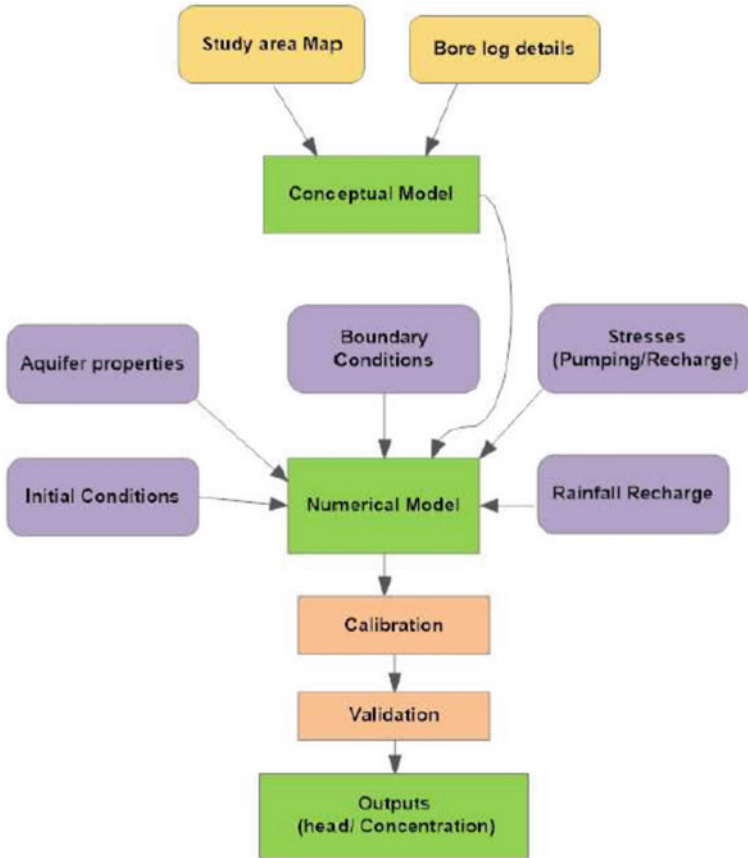 Study area Map
Bore log details
Conceptual Model
Boundary
Conditions
Stresses
(Pumping/Recharge)
Aquifer properties
Initial Conditions
Numerical Model
Rainfall Recharge
Calibration
Validation
Outputs
(head/ Concentration)